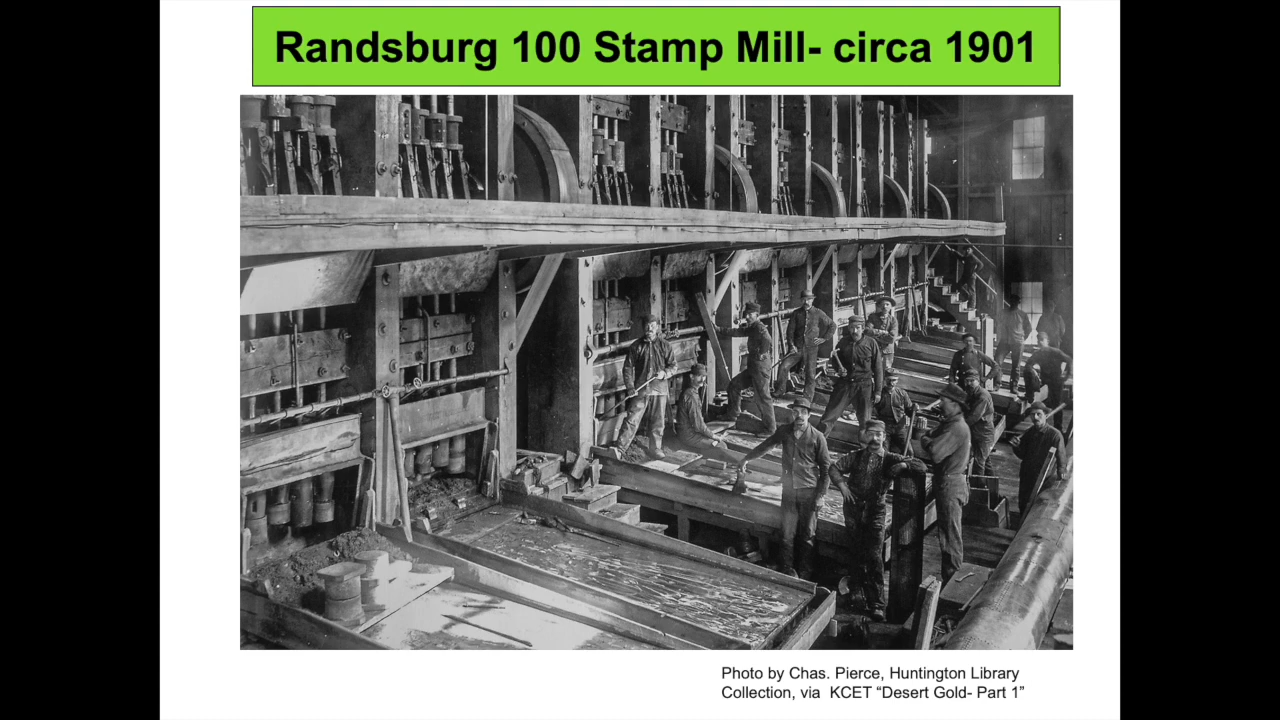 Randsburg 100 Stamp Mill- circa 1901
Photo by Chas. Pierce, Huntington Library
Collection, via  KCET “Desert Gold- Part 1”